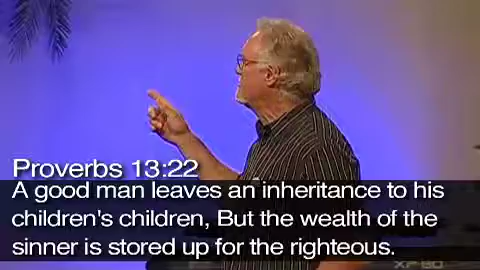 Proverbs 13:22
A good man leaves an inheritance to his
children's children, But the wealth of the
sinner is stored up for the righteous.